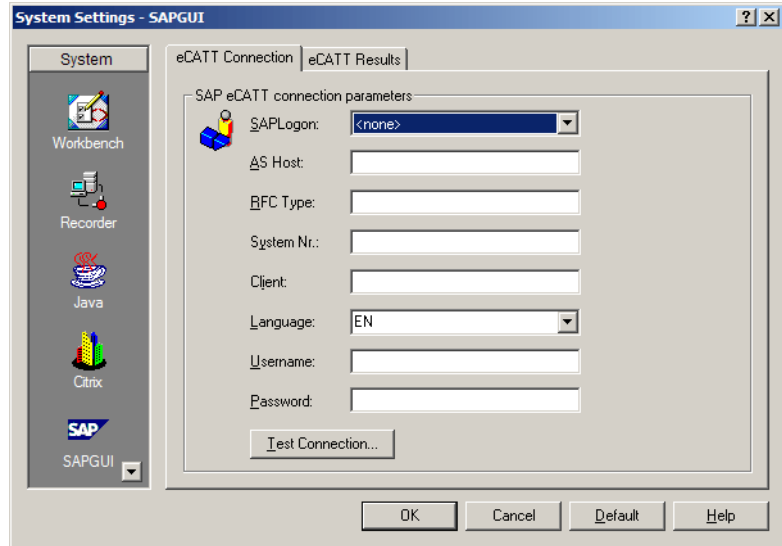 System Settings - SAPGUI
System
Workbench
Recorder
Java
Citrix
SAP
SAPGUI
eCATT Connection
eCATT Results
SAP eCATT connection parameters
SAPLogon: <none>
AS Host:
RFC Type:
System Nr.:
Client:
Language: EN
Username:
Password:
Test Connection...
OK Cancel Default Help